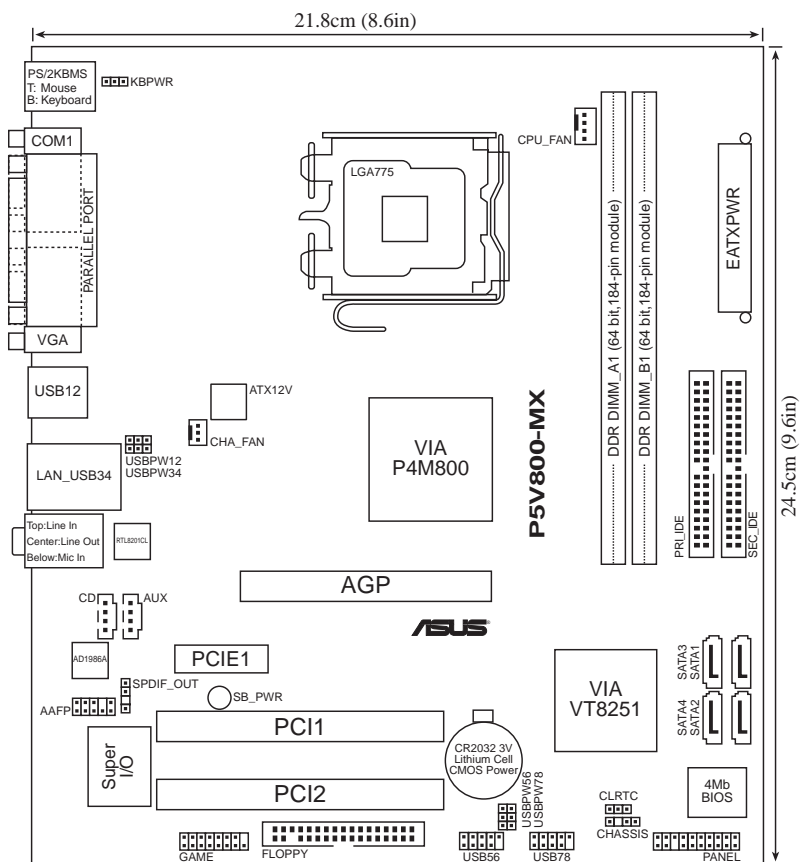 21.8cm (8.6in)
PS/2KBMS
T: Mouse
B: Keyboard
KBPWR
COM1
PARALLEL PORT
VGA
CPU_FAN
LGA775
DDR DIMM_A1 (64 bit,184-pin module)
DDR DIMM_B1 (64 bit,184-pin module)
EATXPWR
24.5cm (9.6in)
USB12
ATX12V
CHA_FAN
USBPW12
USBPW34
LAN_USB34
VIA
P4M800
P5V800-MX
PRI_IDE
SEC_IDE
Top:Line In
Center:Line Out
Below:Mic In
RTL8201CL
AGP
CD
AUX
ASUS
AD1986A
PCIE1
SPDIF_OUT
SB_PWR
AAFP
VIA
VT8251
SATA3
SATA1
SATA4
SATA2
PCI1
Super
I/O
CR2032 3V
Lithium Cell
CMOS Power
PCI2
USBPW56
USBPW78
4Mb
BIOS
CLRTC
CHASSIS
GAME
FLOPPY
USB56
USB78
PANEL